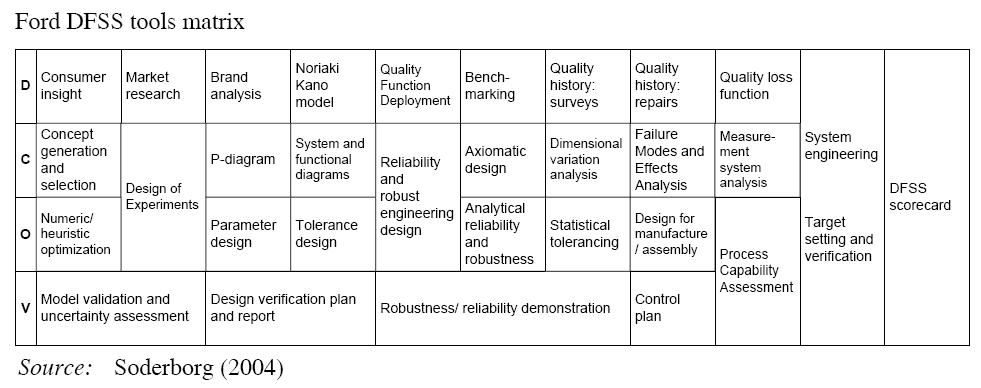 Ford DFSS tools matrix
D
Consumer
insight
Market
research
Brand
analysis
Noriaki
Kano
model
Quality
Function
Deployment
Bench-
marking
Quality
history:
surveys
Quality
history:
repairs
Quality loss
function
System
engineering
Target
setting and
verification
DFSS
scorecard
C
Concept
generation
and
selection
Design of
Experiments
P-diagram
System and
functional
diagrams
Reliability
and
robust
engineering
design
Axiomatic
design
Dimensional
variation
analysis
Failure
Modes and
Effects
Analysis
Measure-
ment
system
analysis
O
Numeric/
heuristic
optimization
Parameter
design
Tolerance
design
Analytical
reliability
and
robustness
Statistical
tolerancing
Design for
manufacture
/ assembly
Process
Capability
Assessment
V
Model validation and
uncertainty assessment
Design verification plan
and report
Robustness/ reliability demonstration
Control
plan
Source: Soderborg (2004)